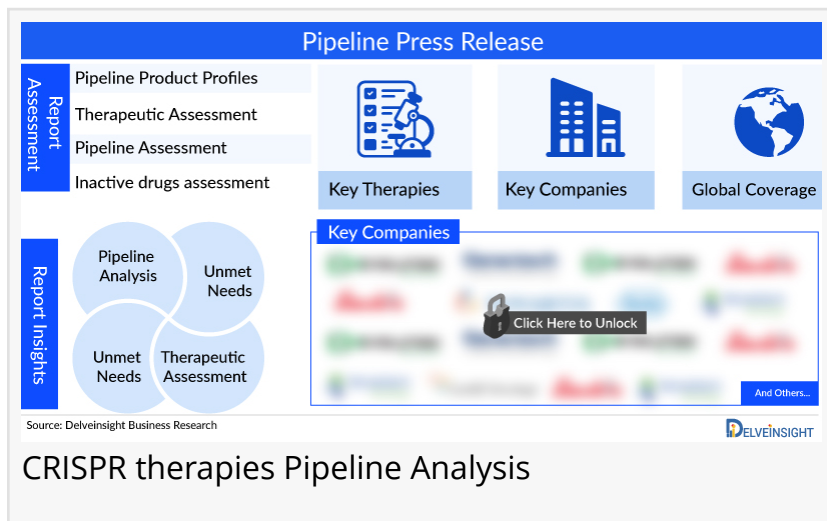 Pipeline Press Release
Report
Assessment
Pipeline Product Profiles
Therapeutic Assessment
Pipeline Assessment
Inactive drugs assessment
Key Therapies
Key Companies
Global Coverage
Report Insights
Pipeline
Analysis
Unmet
Needs
Unmet
Needs
Therapeutic
Assessment
Key Companies
Click Here to Unlock
And Others...
Source: Delveinsight Business Research
DELVEINSIGHT
CRISPR therapies Pipeline Analysis